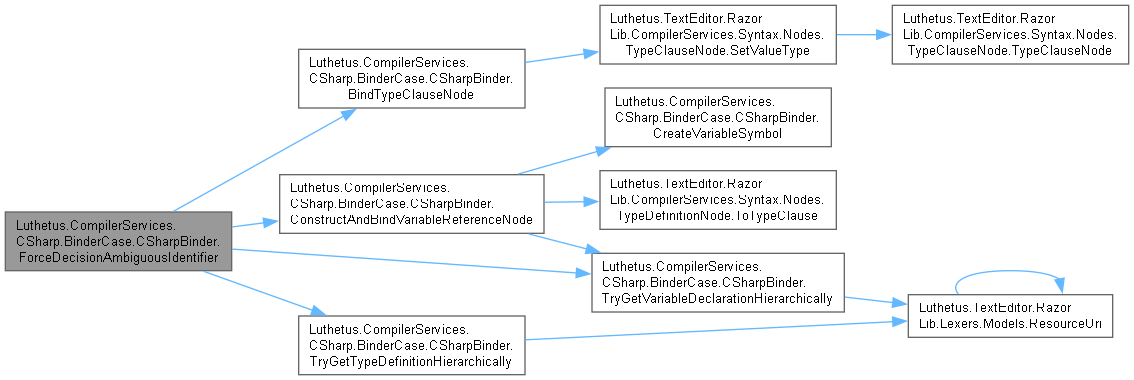 Luthetus.TextEditor.Razor
Lib.CompilerServices.Syntax.Nodes.
TypeClauseNode.SetValueType
Luthetus.TextEditor.Razor
Lib.CompilerServices.Syntax.Nodes.
TypeClauseNode.TypeClauseNode
Luthetus.CompilerServices.
CSharp.BinderCase.CSharpBinder.
BindTypeClauseNode
Luthetus.CompilerServices.
CSharp.BinderCase.CSharpBinder.
CreateVariableSymbol
Luthetus.CompilerServices.
CSharp.BinderCase.CSharpBinder.
ConstructAndBindVariableReferenceNode
Luthetus.TextEditor.Razor
Lib.CompilerServices.Syntax.Nodes.
TypeDefinitionNode.ToTypeClause
Luthetus.CompilerServices.
CSharp.BinderCase.CSharpBinder.
ForceDecisionAmbiguousIdentifier
Luthetus.CompilerServices.
CSharp.BinderCase.CSharpBinder.
TryGetVariableDeclarationHierarchically
Luthetus.TextEditor.Razor
Lib.Lexers.Models.ResourceUri
Luthetus.CompilerServices.
CSharp.BinderCase.CSharpBinder.
TryGetTypeDefinitionHierarchically